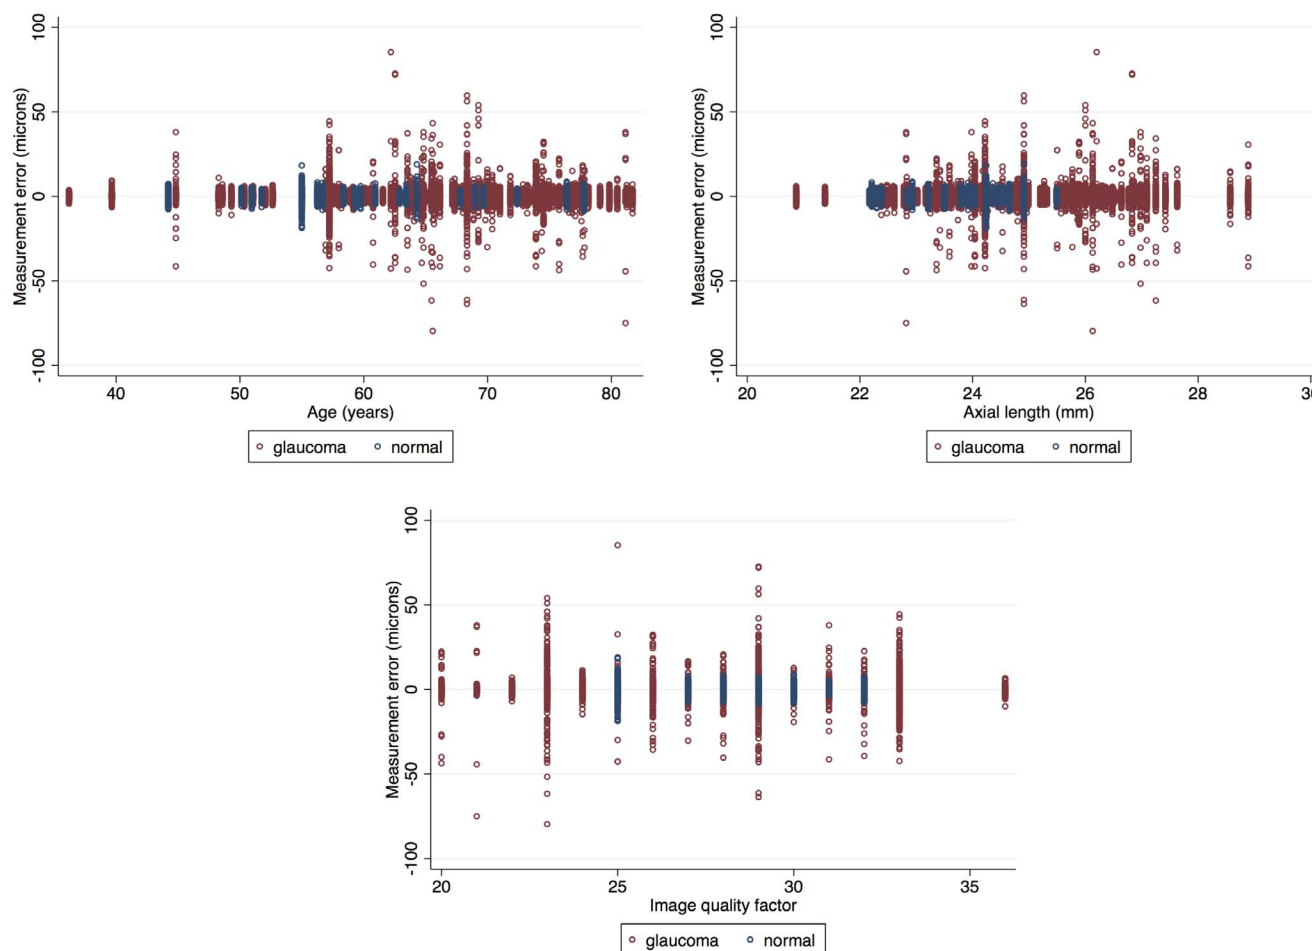 100
50
0
-50
-100
Measurement error (microns)
40 50 60 70 80
Age (years)
glaucoma normal
100
50
0
-50
-100
Measurement error (microns)
20 22 24 26 28 30
Axial length (mm)
glaucoma normal
100
50
0
-50
-100
Measurement error (microns)
20 25 30 35
Image quality factor
glaucoma normal